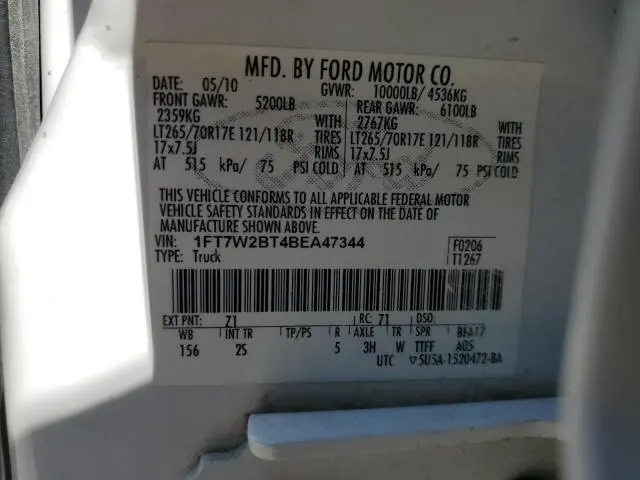 MFD. BY FORD MOTOR CO.
DATE: 05/10 GVWR: 10000LB/ 4536KG
FRONT GAWR: 5200LB REAR GAWR: 6100LB
2359KG WITH 2767KG WITH
LT265/70R17E 121/118R TIRES LT265/70R17E 121/118R TIRES
17x7.5J RIMS 17x7.5J RIMS
AT 515 kPa/ 75 PSI COLD AT 515 kPa/ 75 PSI COLD
THIS VEHICLE CONFORMS TO ALL APPLICABLE FEDERAL MOTOR
VEHICLE SAFETY STANDARDS IN EFFECT ON THE DATE OF
MANUFACTURE SHOWN ABOVE.
VIN: 1FT7W2BT4BEA47344 F0206
TYPE: Truck T1267
EXT PNT: Z1 RC: 71 DSO:
WB INT TR TP/PS R AXLE TR SPR BFA17
156 2S 5 3H W TTFF A05
UTC ▽5U5A-1520472-BA